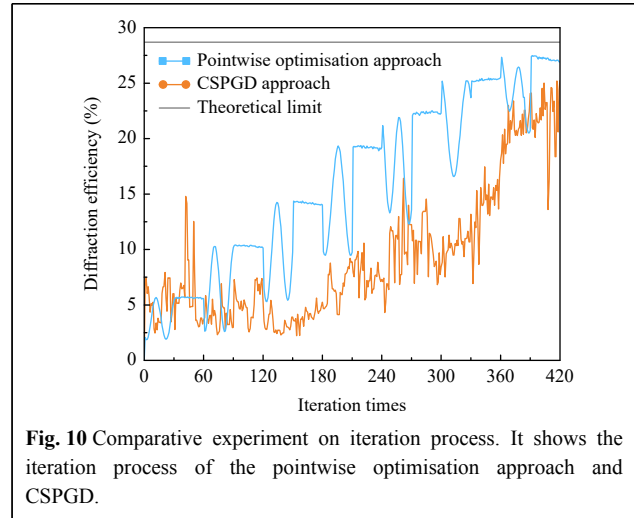 30
25
20
15
10
5
0
Diffraction efficiency (%)
Pointwise optimisation approach
CSPGD approach
Theoretical limit
0 60 120 180 240 300 360 420
Iteration times
Fig. 10 Comparative experiment on iteration process. It shows the
iteration process of the pointwise optimisation approach and
CSPGD.